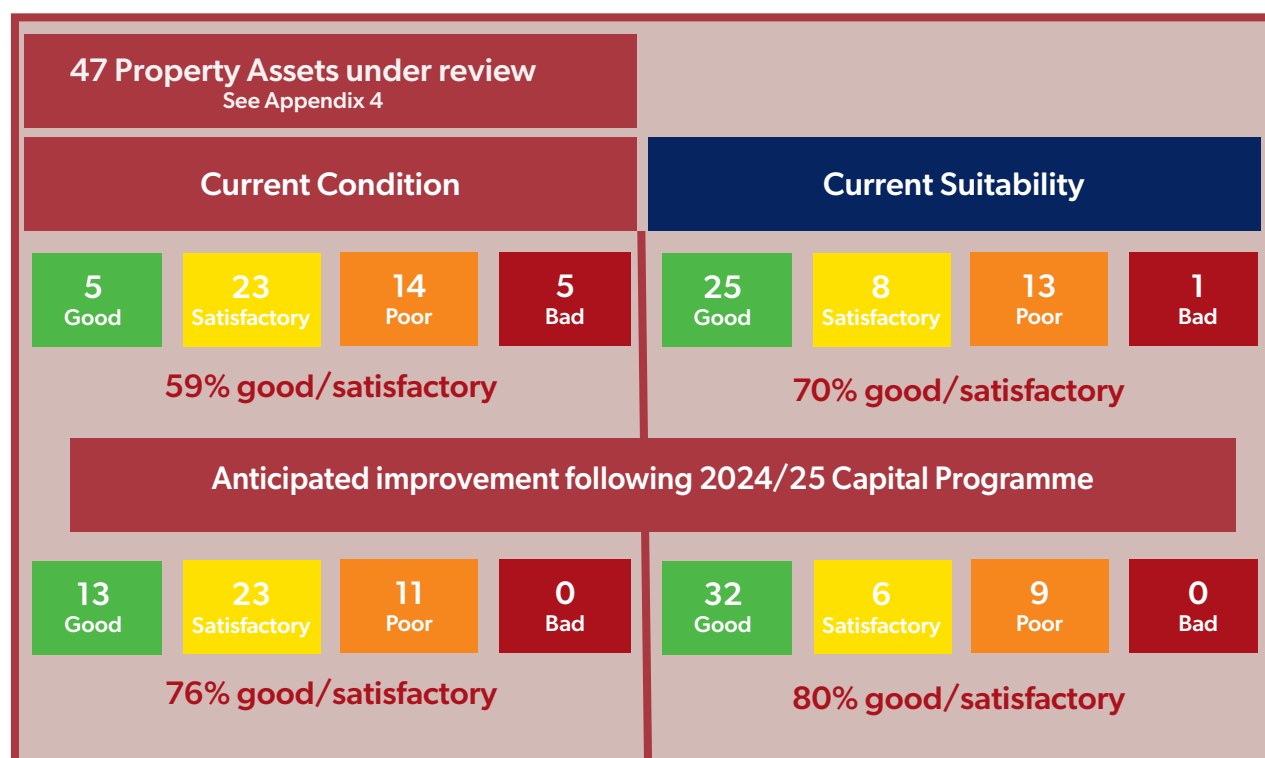 47 Property Assets under review
See Appendix 4
Current Condition
Current Suitability
5
Good
23
Satisfactory
14
Poor
5
Bad
25
Good
8
Satisfactory
13
Poor
1
Bad
59% good/satisfactory
70% good/satisfactory
Anticipated improvement following 2024/25 Capital Programme
13
Good
23
Satisfactory
11
Poor
0
Bad
32
Good
6
Satisfactory
9
Poor
0
Bad
76% good/satisfactory
80% good/satisfactory